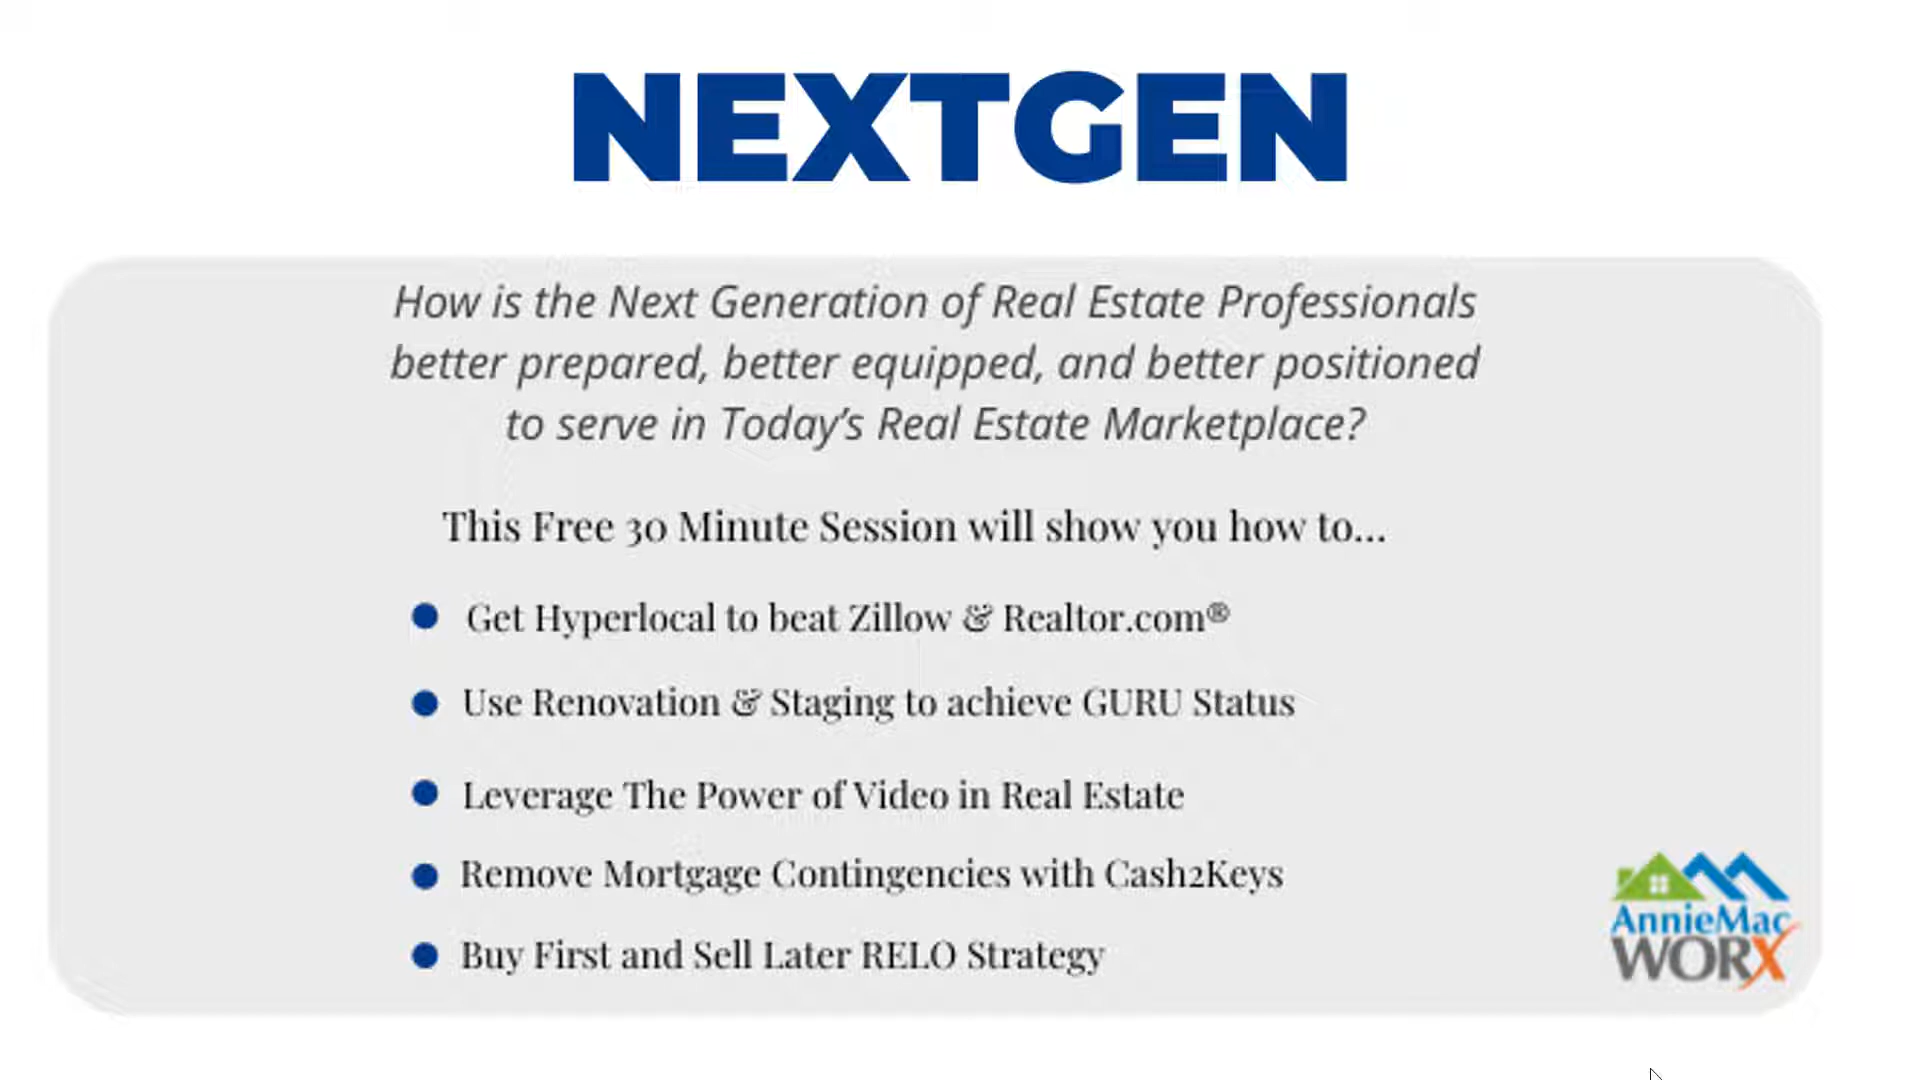 NEXTGEN
How is the Next Generation of Real Estate Professionals
better prepared, better equipped, and better positioned
to serve in Today’s Real Estate Marketplace?
This Free 30 Minute Session will show you how to...
Get Hyperlocal to beat Zillow & Realtor.com®
Use Renovation & Staging to achieve GURU Status
Leverage The Power of Video in Real Estate
Remove Mortgage Contingencies with Cash2Keys
Buy First and Sell Later RELO Strategy
AnnieMac
WORX